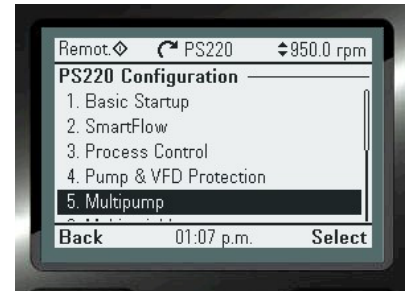 Remot. PS220 950.0 rpm
PS220 Configuration
1. Basic Startup
2. SmartFlow
3. Process Control
4. Pump & VFD Protection
5. Multipump
Back 01:07 p.m. Select